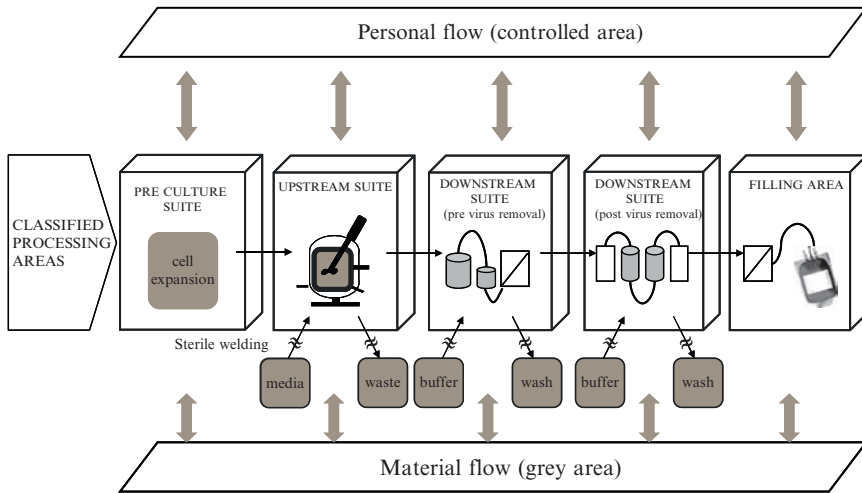 Personal flow (controlled area)
CLASSIFIED
PROCESSING
AREAS
PRE CULTURE
SUITE
cell
expansion
UPSTREAM SUITE
DOWNSTREAM
SUITE
(pre virus removal)
DOWNSTREAM
SUITE
(post virus removal)
FILLING AREA
Sterile welding
media
waste
buffer
wash
buffer
wash
Material flow (grey area)